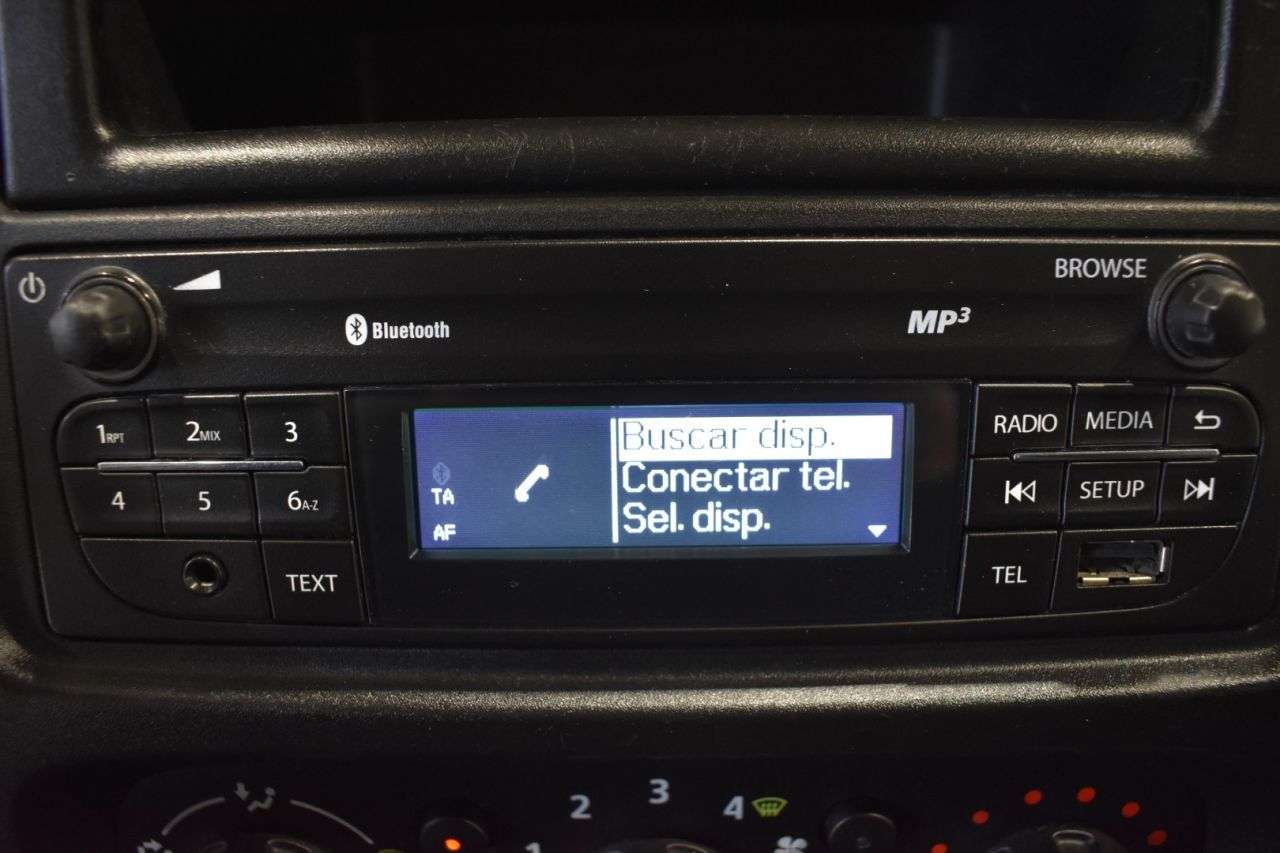 BROWSE
Bluetooth
MP3
1RPT 2MIX 3
4 5 6A-Z
TEXT
TA
AF
Buscar disp.
Conectar tel.
Sel. disp.
RADIO MEDIA
SETUP
TEL
1 2 3 4